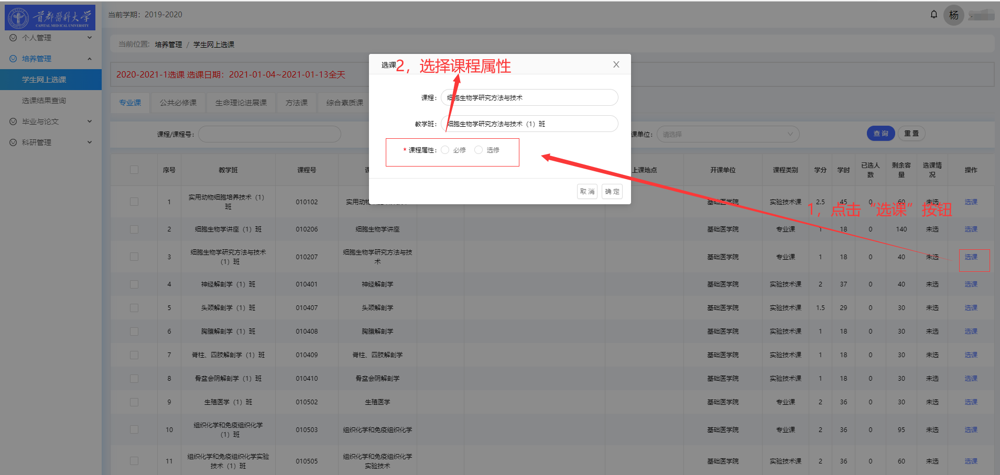 首都医科大学
CAPITAL MEDICAL UNIVERSITY
当前学期：2019-2020
杨
个人管理
培养管理
学生网上选课
选课结果查询
毕业与论文
科研管理
当前位置: 培养管理 / 学生网上选课
2020-2021-1选课 选课日期：2021-01-04~2021-01-13全天
专业课 公共必修课 生命理论进展课 方法课 综合素质课
课程/课程号：
课单位： 请选择
查 询 重 置
选课 X
2，选择课程属性
课程： 细胞生物学研究方法与技术
教学班： 细胞生物学研究方法与技术（1）班
* 课程属性： 必修 选修
取 消 确 定
1，点击“选课”按钮
序号 教学班 课程号 上课地点 开课单位 课程类别 学分 学时 已选人数 剩余容量 选课情况 操作
1 实用动物细胞培养技术（1）班 010102 实用动物 基础医学院 实验技术课 2.5 45 0 60 未选 选课
2 细胞生物学讲座（1）班 010206 细胞生物学讲座 基础医学院 专业课 1 18 0 140 未选 选课
3 细胞生物学研究方法与技术（1）班 010207 细胞生物学研究方法与技术 基础医学院 专业课 1 18 0 40 未选 选课
4 神经解剖学（1）班 010401 神经解剖学 基础医学院 实验技术课 2 37 0 40 未选 选课
5 头颈解剖学（1）班 010407 头颈解剖学 基础医学院 实验技术课 1.5 29 0 30 未选 选课
6 胸腹解剖学（1）班 010408 胸腹解剖学 基础医学院 实验技术课 1 18 0 30 未选 选课
7 脊柱、四肢解剖学（1）班 010409 脊柱、四肢解剖学 基础医学院 实验技术课 1 18 0 30 未选 选课
8 骨盆会阴解剖学（1）班 010410 骨盆会阴解剖学 基础医学院 实验技术课 1 18 0 30 未选 选课
9 生殖医学（1）班 010502 生殖医学 基础医学院 专业课 2 36 0 30 未选 选课
10 组织化学和免疫组织化学（1）班 010503 组织化学和免疫组织化学 基础医学院 专业课 2 36 0 95 未选 选课
11 组织化学和免疫组织化学实验技术（1）班 010505 组织化学和免疫组织化学实验技术 基础医学院 实验技术课 2 36 0 60 未选 选课